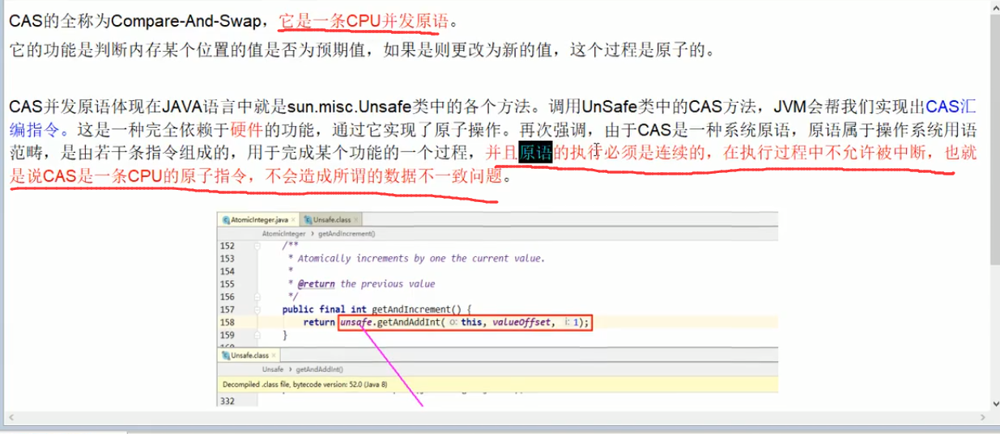 CAS的全称为Compare-And-Swap，它是一条CPU并发原语。
它的功能是判断内存某个位置的值是否为预期值，如果是则更改为新的值，这个过程是原子的。
CAS并发原语体现在JAVA语言中就是sun.misc.Unsafe类中的各个方法。调用UnSafe类中的CAS方法，JVM会帮我们实现出CAS汇
编指令。这是一种完全依赖于硬件的功能，通过它实现了原子操作。再次强调，由于CAS是一种系统原语，原语属于操作系统用语
范畴，是由若干条指令组成的，用于完成某个功能的一个过程，并且原语的执行必须是连续的，在执行过程中不允许被中断，也就
是说CAS是一条CPU的原子指令，不会造成所谓的数据不一致问题。
AtomicInteger.java × Unsafe.class ×
AtomicInteger › getAndIncrement()
152 /**
153 * Atomically increments by one the current value.
154 *
155 * @return the previous value
156 */
157 public final int getAndIncrement() {
158 return unsafe.getAndAddInt( o: this, valueOffset, i: 1);
159 }
Unsafe.class ×
Unsafe › getAndAddInt()
Decompiled .class file, bytecode version: 52.0 (Java 8)
332